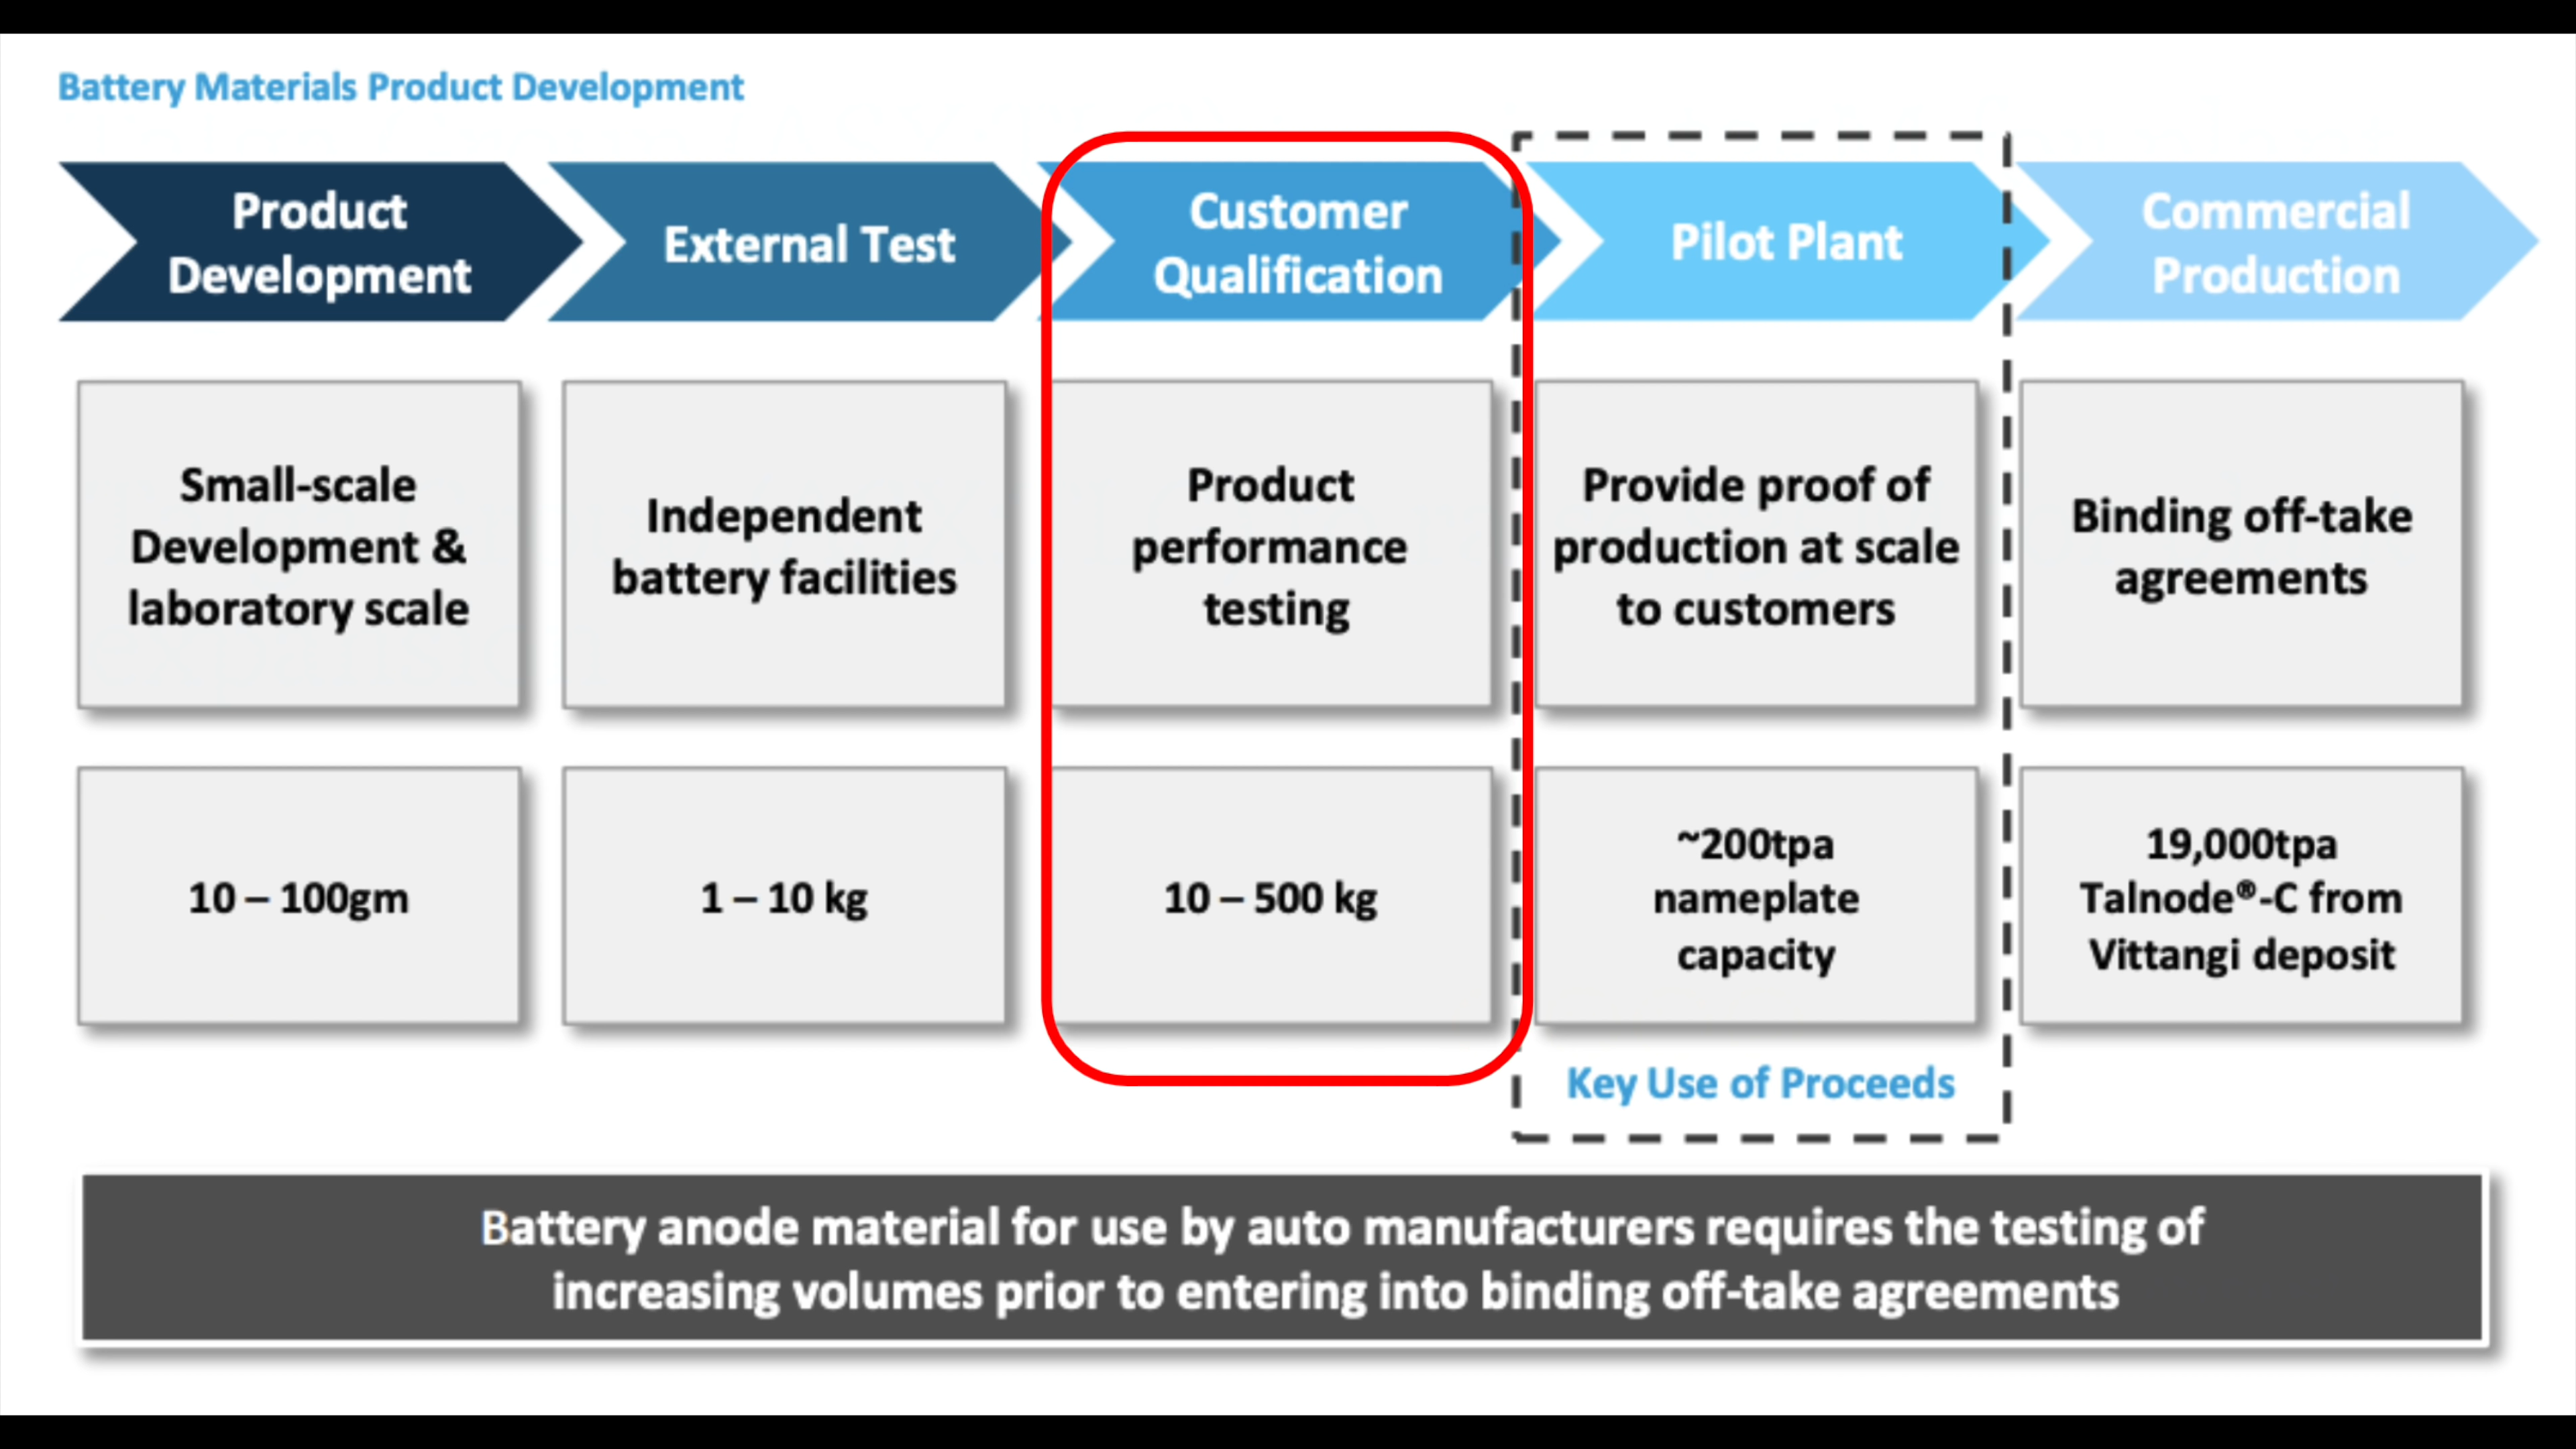 Battery Materials Product Development
Product
Development
External Test
Customer
Qualification
Pilot Plant
Commercial
Production
Small-scale
Development &
laboratory scale
Independent
battery facilities
Product
performance
testing
Provide proof of
production at scale
to customers
Binding off-take
agreements
10 – 100gm
1 – 10 kg
10 – 500 kg
~200tpa
nameplate
capacity
19,000tpa
Talnode®-C from
Vittangi deposit
Key Use of Proceeds
Battery anode material for use by auto manufacturers requires the testing of
increasing volumes prior to entering into binding off-take agreements